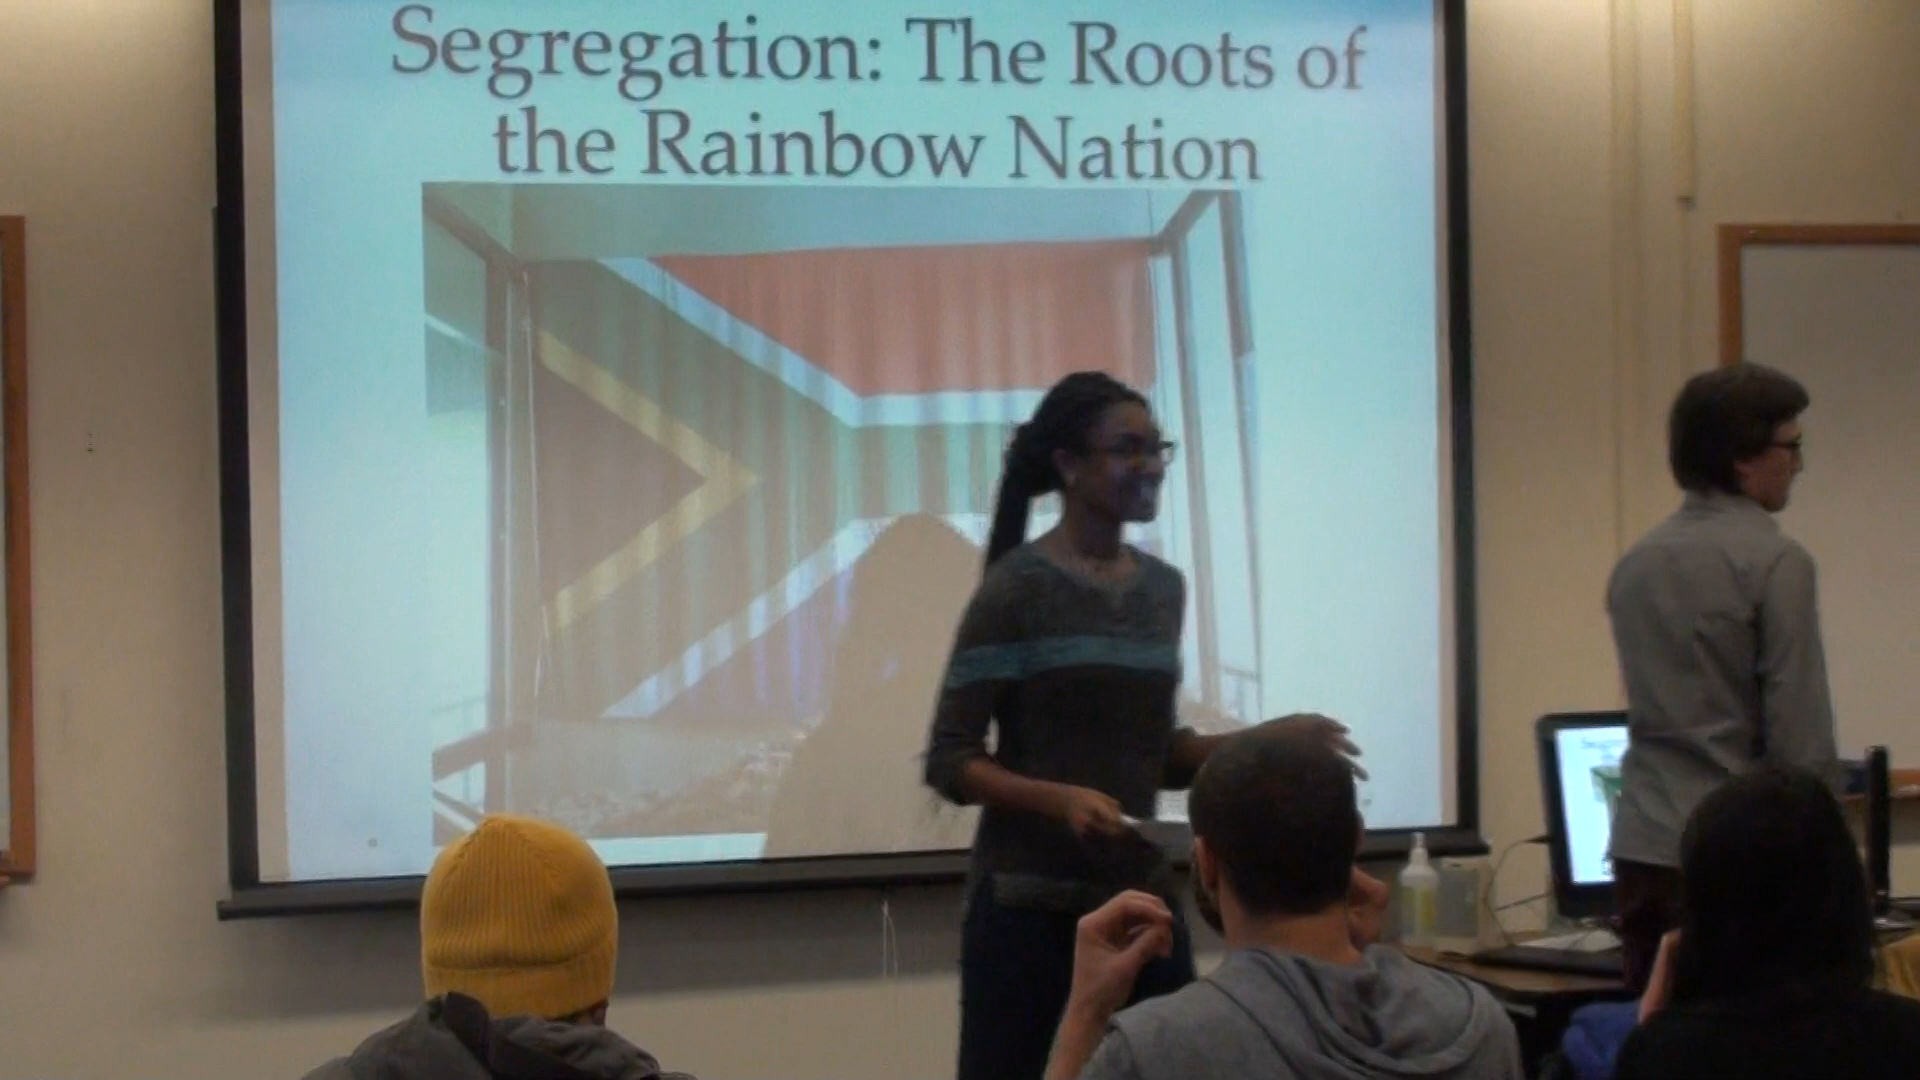 Segregation: The Roots of
the Rainbow Nation